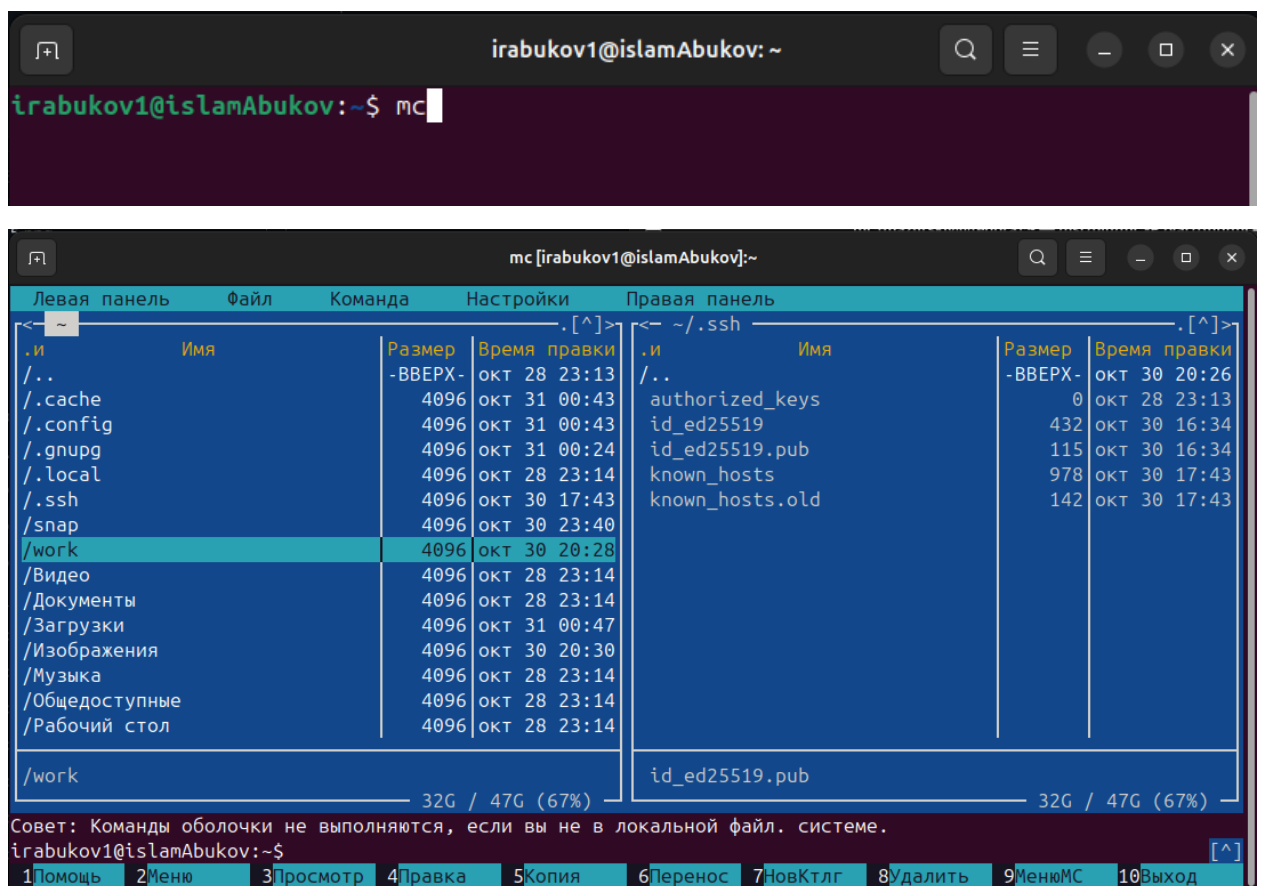 irabukov1@islamAbukov: ~
irabukov1@islamAbukov:~$ mc
mc [irabukov1@islamAbukov]:~
Левая панель Файл Команда Настройки Правая панель
<- ~ .[^]> <- ~/.ssh .[^]>
.и Имя Размер Время правки .и Имя Размер Время правки
/.. -ВВЕРХ- окт 28 23:13 /.. -ВВЕРХ- окт 30 20:26
/.cache 4096 окт 31 00:43 authorized_keys 0 окт 28 23:13
/.config 4096 окт 31 00:43 id_ed25519 432 окт 30 16:34
/.gnupg 4096 окт 31 00:24 id_ed25519.pub 115 окт 30 16:34
/.local 4096 окт 28 23:14 known_hosts 978 окт 30 17:43
/.ssh 4096 окт 30 17:43 known_hosts.old 142 окт 30 17:43
/snap 4096 окт 30 23:40
/work 4096 окт 30 20:28
/Видео 4096 окт 28 23:14
/Документы 4096 окт 28 23:14
/Загрузки 4096 окт 31 00:47
/Изображения 4096 окт 30 20:30
/Музыка 4096 окт 28 23:14
/Общедоступные 4096 окт 28 23:14
/Рабочий стол 4096 окт 28 23:14
/work id_ed25519.pub
32G / 47G (67%) 32G / 47G (67%)
Совет: Команды оболочки не выполняются, если вы не в локальной файл. системе.
irabukov1@islamAbukov:~$ [^]
1Помощь 2Меню 3Просмотр 4Правка 5Копия 6Перенос 7НовКтлг 8Удалить 9МенюMC 10Выход